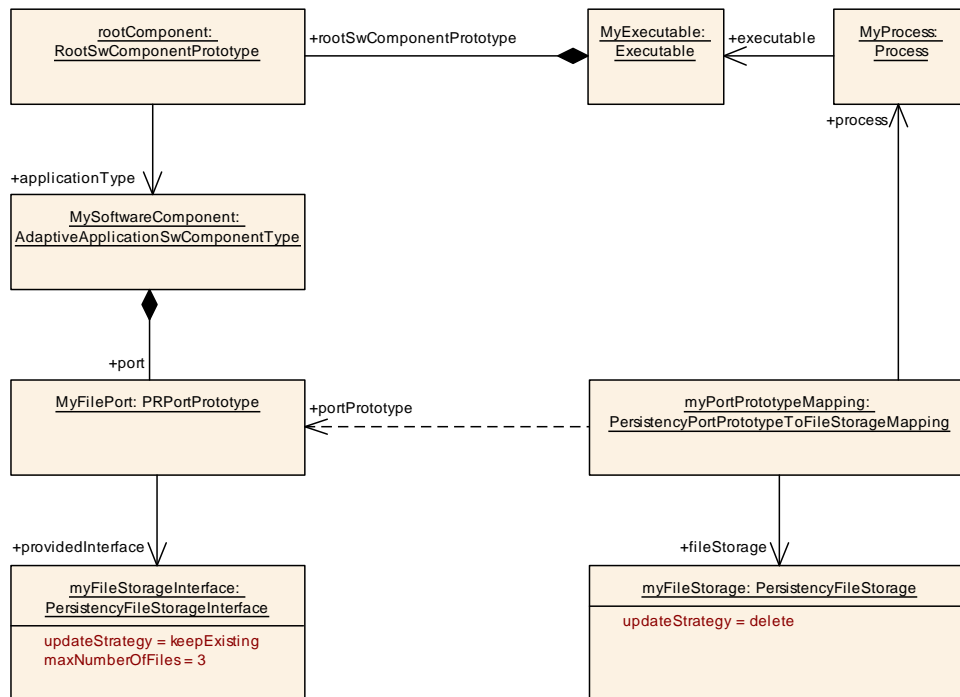 rootComponent:
RootSwComponentPrototype
+rootSwComponentPrototype
MyExecutable:
Executable
+executable
MyProcess:
Process
+process
+applicationType
MySoftwareComponent:
AdaptiveApplicationSwComponentType
+port
MyFilePort: PRPortPrototype
+portPrototype
myPortPrototypeMapping:
PersistencyPortPrototypeToFileStorageMapping
+providedInterface
+fileStorage
myFileStorageInterface:
PersistencyFileStorageInterface
updateStrategy = keepExisting
maxNumberOfFiles = 3
myFileStorage: PersistencyFileStorage
updateStrategy = delete